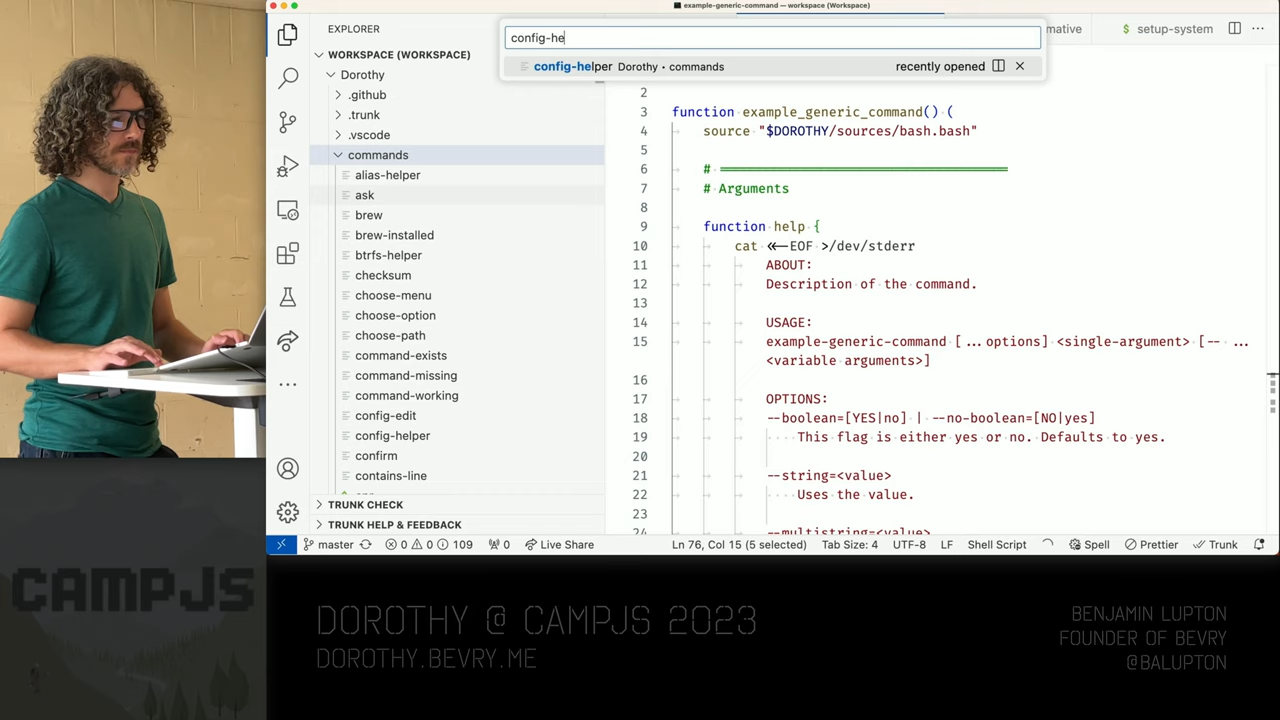 example-generic-command — workspace (Workspace)
EXPLORER
config-he
mative
$ setup-system
WORKSPACE (WORKSPACE)
config-helper Dorothy • commands
recently opened
Dorothy
.github
.trunk
.vscode
commands
alias-helper
ask
brew
brew-installed
btrfs-helper
checksum
choose-menu
choose-option
choose-path
command-exists
command-missing
command-working
config-edit
config-helper
confirm
contains-line
TRUNK CHECK
TRUNK HELP & FEEDBACK
2
3 function example_generic_command() (
4 source "$DOROTHY/sources/bash.bash"
5
6 # ════════════════════════
7 # Arguments
8
9 function help {
10 cat <<-EOF >/dev/stderr
11 ABOUT:
12 Description of the command.
13
14 USAGE:
15 example-generic-command [...options] <single-argument> [-- ...
<variable arguments>]
16
17 OPTIONS:
18 --boolean=[YES|no] | --no-boolean=[NO|yes]
19 This flag is either yes or no. Defaults to yes.
20
21 --string=<value>
22 Uses the value.
23
24 --multistring=<value>
master 0 0 109 0 Live Share Ln 76, Col 15 (5 selected) Tab Size: 4 UTF-8 LF Shell Script Spell Prettier Trunk
CAMPJS
DOROTHY @ CAMPJS 2023
DOROTHY.BEVRY.ME
BENJAMIN LUPTON
FOUNDER OF BEVRY
@BALUPTON